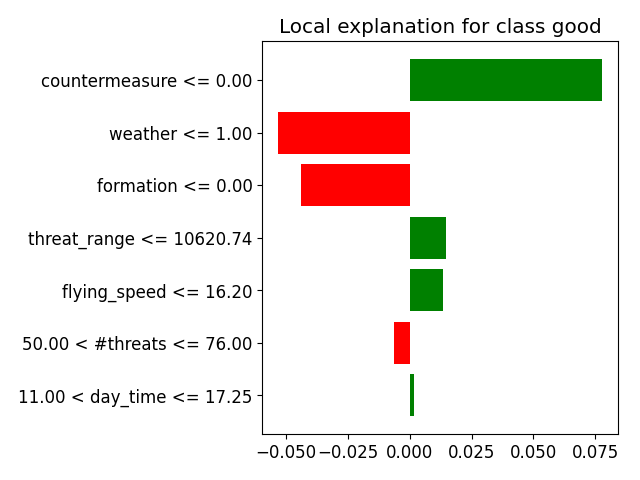 Local explanation for class good
countermeasure <= 0.00
weather <= 1.00
formation <= 0.00
threat_range <= 10620.74
flying_speed <= 16.20
50.00 < #threats <= 76.00
11.00 < day_time <= 17.25
−0.050 −0.025 0.000 0.025 0.050 0.075